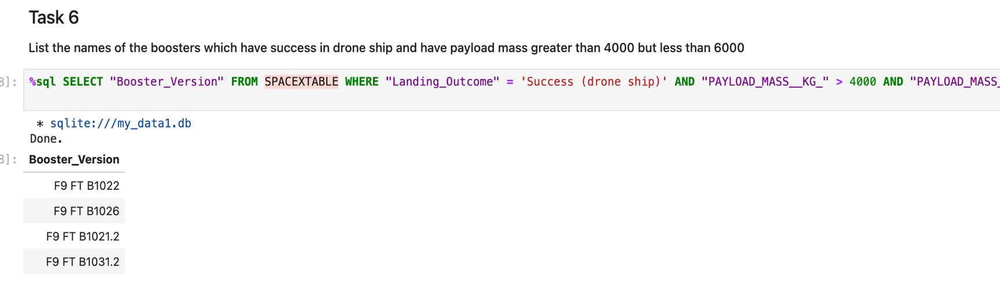 Task 6
List the names of the boosters which have success in drone ship and have payload mass greater than 4000 but less than 6000
8]: %sql SELECT "Booster_Version" FROM SPACEXTABLE WHERE "Landing_Outcome" = 'Success (drone ship)' AND "PAYLOAD_MASS__KG_" > 4000 AND "PAYLOAD_MASS_
* sqlite:///my_data1.db
Done.
8]: Booster_Version
F9 FT B1022
F9 FT B1026
F9 FT B1021.2
F9 FT B1031.2